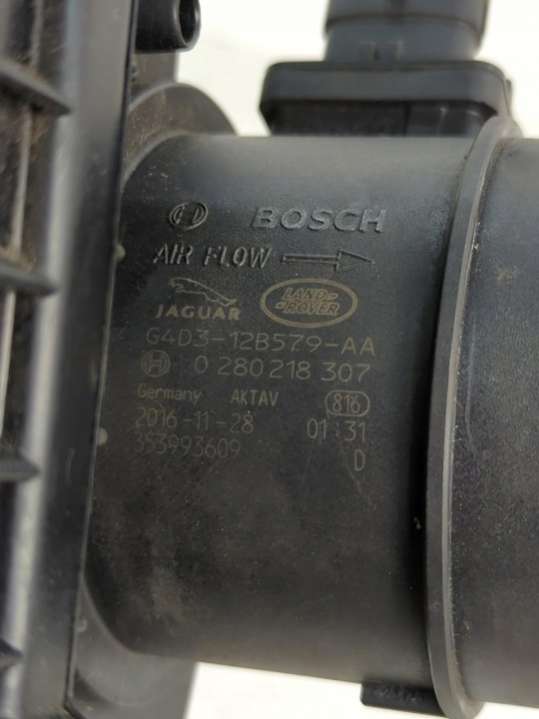 BOSCH
AIR FLOW
JAGUAR LAND-ROVER
G4D3-12B579-AA
0 280 218 307
Germany AKTAV 816
2016-11-28 01:31
353993609 D